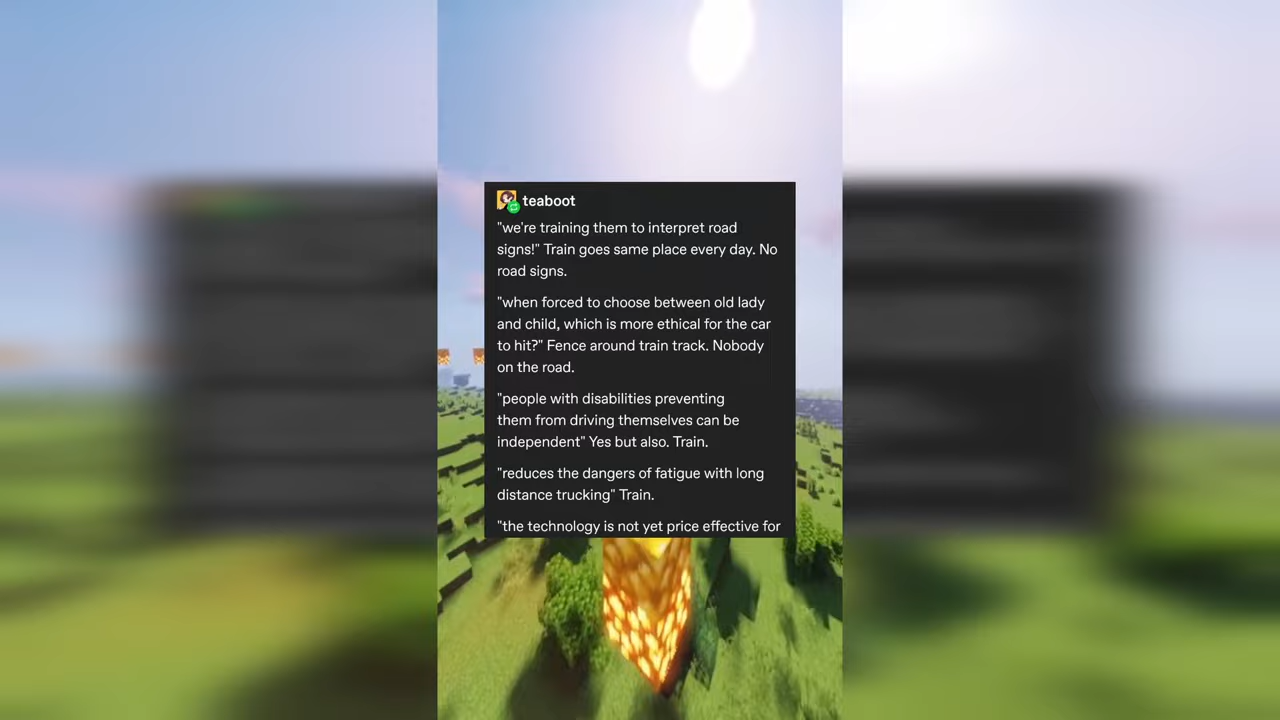 teaboot
"we're training them to interpret road
signs!" Train goes same place every day. No
road signs.
"when forced to choose between old lady
and child, which is more ethical for the car
to hit?" Fence around train track. Nobody
on the road.
"people with disabilities preventing
them from driving themselves can be
independent" Yes but also. Train.
"reduces the dangers of fatigue with long
distance trucking" Train.
"the technology is not yet price effective for